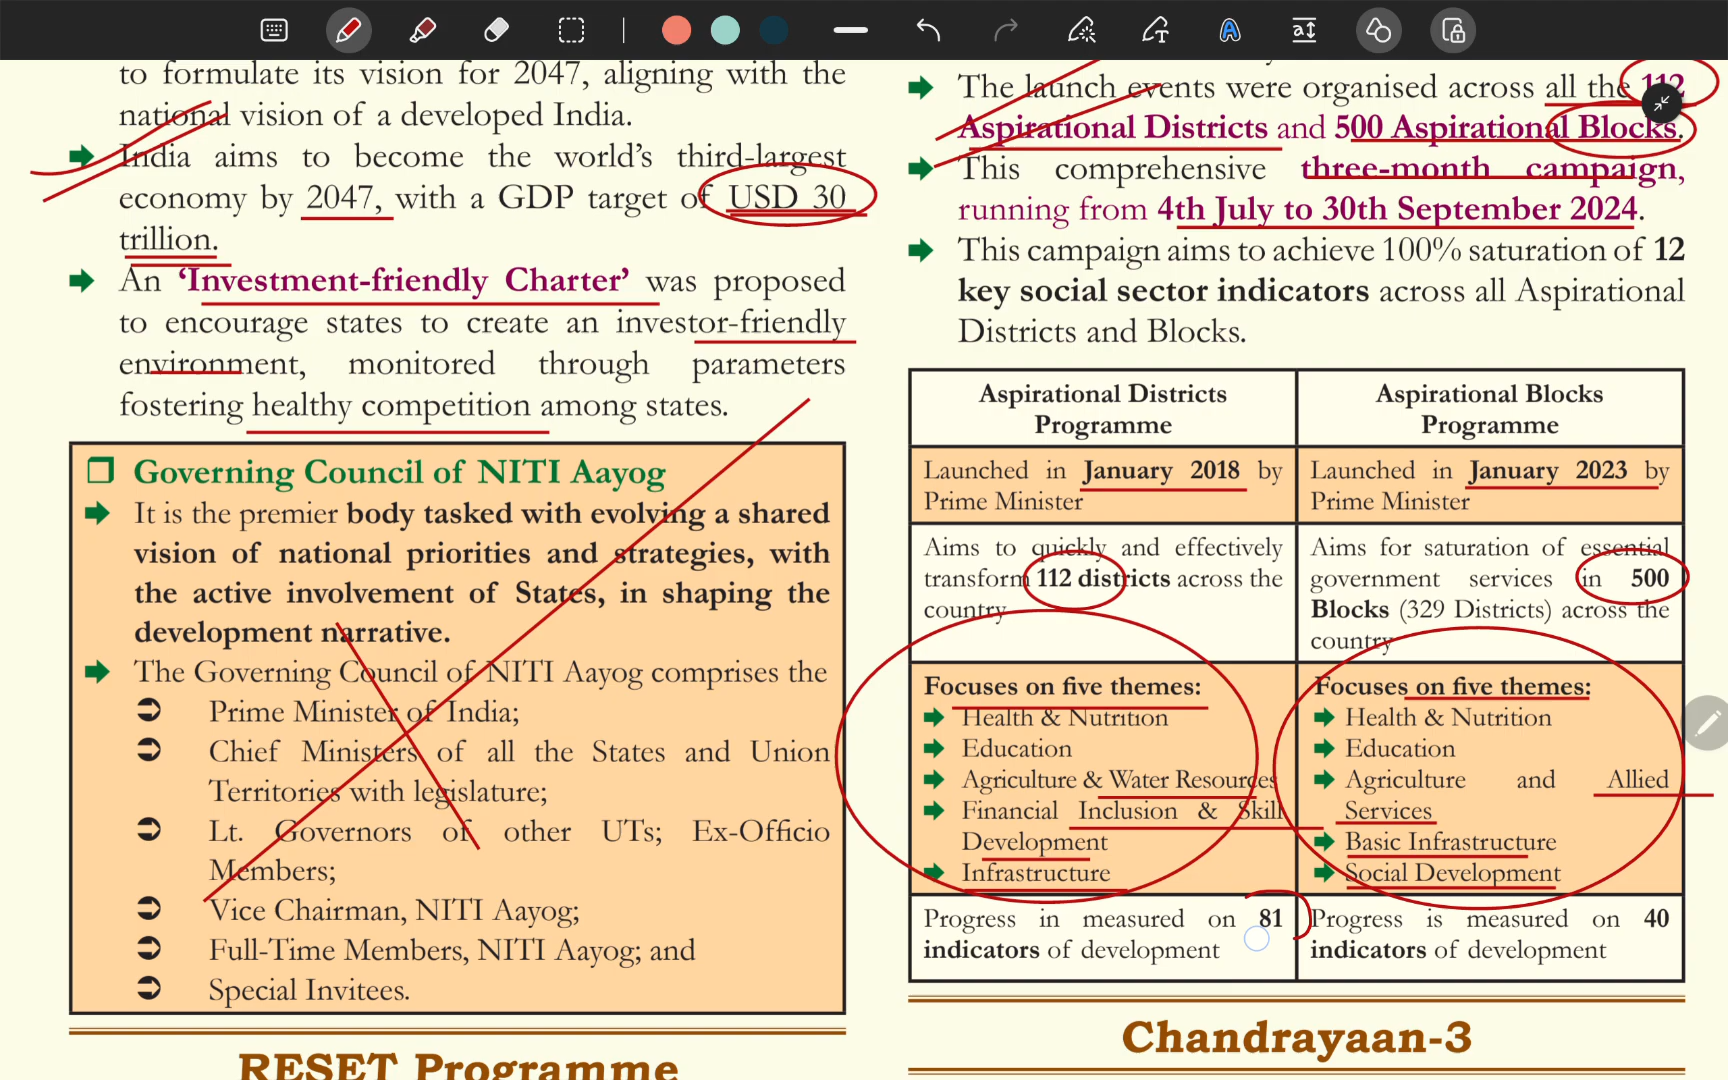 to formulate its vision for 2047, aligning with the
national vision of a developed India.
India aims to become the world's third-largest
economy by 2047, with a GDP target of USD 30
trillion.
An 'Investment-friendly Charter' was proposed
to encourage states to create an investor-friendly
environment, monitored through parameters
fostering healthy competition among states.
Governing Council of NITI Aayog
It is the premier body tasked with evolving a shared
vision of national priorities and strategies, with
the active involvement of States, in shaping the
development narrative.
The Governing Council of NITI Aayog comprises the
Prime Minister of India;
Chief Ministers of all the States and Union
Territories with legislature;
Lt. Governors of other UTs; Ex-Officio
Members;
Vice Chairman, NITI Aayog;
Full-Time Members, NITI Aayog; and
Special Invitees.
RESET Programme
The launch events were organised across all the 112
Aspirational Districts and 500 Aspirational Blocks.
This comprehensive three-month campaign,
running from 4th July to 30th September 2024.
This campaign aims to achieve 100% saturation of 12
key social sector indicators across all Aspirational
Districts and Blocks.
Aspirational Districts
Programme
Aspirational Blocks
Programme
Launched in January 2018 by
Prime Minister
Launched in January 2023 by
Prime Minister
Aims to quickly and effectively
transform 112 districts across the
country
Aims for saturation of essential
government services in 500
Blocks (329 Districts) across the
country
Focuses on five themes:
Health & Nutrition
Education
Agriculture & Water Resources
Financial Inclusion & Skill
Development
Infrastructure
Focuses on five themes:
Health & Nutrition
Education
Agriculture and Allied
Services
Basic Infrastructure
Social Development
Progress in measured on 81
indicators of development
Progress is measured on 40
indicators of development
Chandrayaan-3